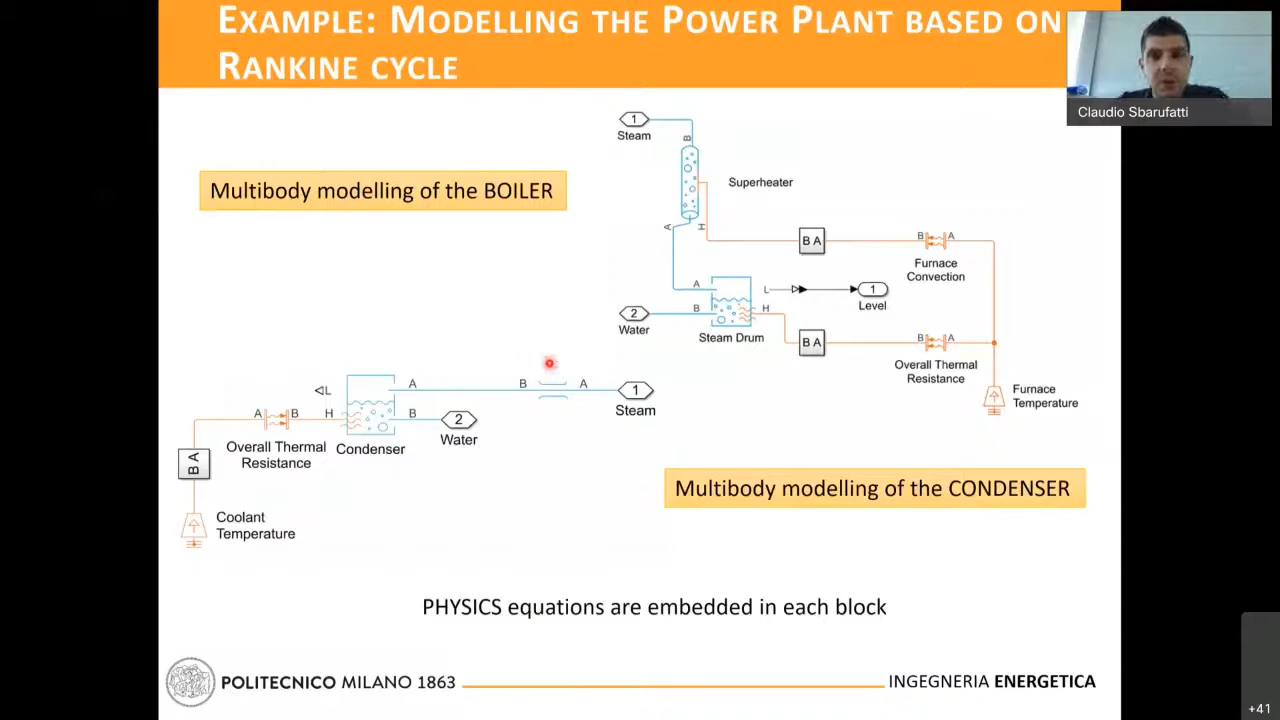 EXAMPLE: MODELLING THE POWER PLANT BASED ON
RANKINE CYCLE
Claudio Sbarufatti
Multibody modelling of the BOILER
1
Steam
B
Superheater
A
H
B A
B
A
Furnace
Convection
A
L
1
Level
2
Water
B
H
Steam Drum
B A
B
A
Overall Thermal
Resistance
Furnace
Temperature
L
A
B
A
1
Steam
A
B
H
B
2
Water
Overall Thermal
Resistance
Condenser
B A
Coolant
Temperature
Multibody modelling of the CONDENSER
PHYSICS equations are embedded in each block
POLITECNICO MILANO 1863
INGEGNERIA ENERGETICA
+41